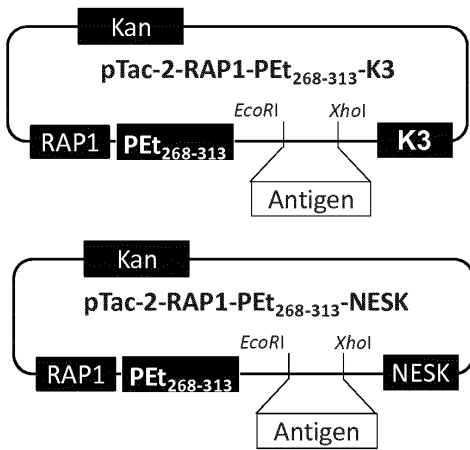 Kan
pTac-2-RAP1-PEt₂₆₈₋₃₁₃-K3
EcoRI XhoI
RAP1 PEt₂₆₈₋₃₁₃ K3
Antigen
Kan
pTac-2-RAP1-PEt₂₆₈₋₃₁₃-NESK
EcoRI XhoI
RAP1 PEt₂₆₈₋₃₁₃ NESK
Antigen